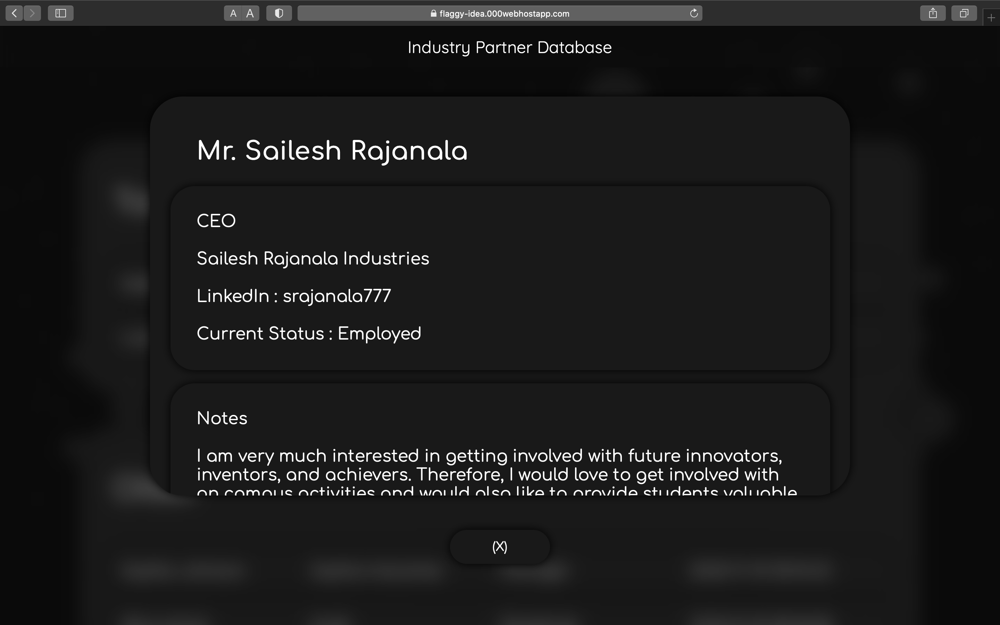 A A
flaggy-idea.000webhostapp.com
Industry Partner Database
Mr. Sailesh Rajanala
CEO
Sailesh Rajanala Industries
LinkedIn : srajanala777
Current Status : Employed
Notes
I am very much interested in getting involved with future innovators,
inventors, and achievers. Therefore, I would love to get involved with
on campus activities and would also like to provide students valuable
(X)